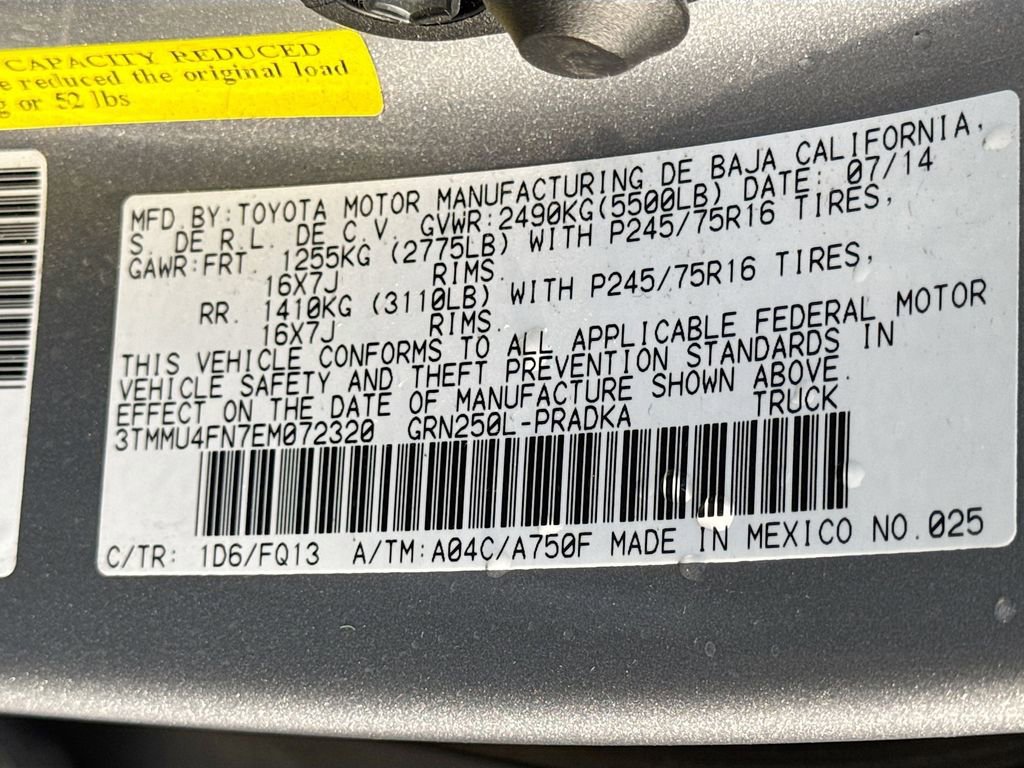 CAPACITY REDUCED
reduced the original load
or 52 lbs
MFD.BY:TOYOTA MOTOR MANUFACTURING DE BAJA CALIFORNIA,
S. DE R.L. DE C.V. GVWR:2490KG(5500LB) DATE: 07/14
GAWR:FRT. 1255KG (2775LB) WITH P245/75R16 TIRES,
16X7J RIMS.
RR. 1410KG (3110LB) WITH P245/75R16 TIRES,
16X7J RIMS.
THIS VEHICLE CONFORMS TO ALL APPLICABLE FEDERAL MOTOR
VEHICLE SAFETY AND THEFT PREVENTION STANDARDS IN
EFFECT ON THE DATE OF MANUFACTURE SHOWN ABOVE.
3TMMU4FN7EM072320 GRN250L-PRADKA TRUCK
C/TR: 1D6/FQ13 A/TM:A04C/A750F MADE IN MEXICO NO.025